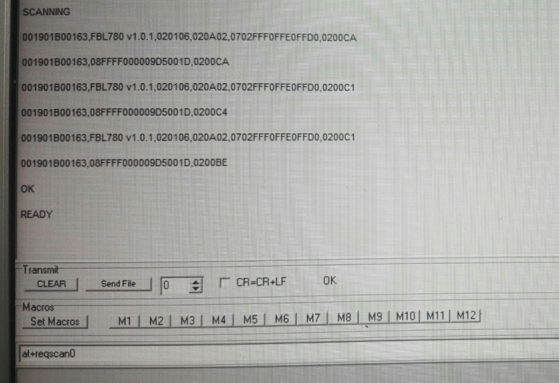 SCANNING
001901B00163,FBL780 v1.0.1,020106,020A02,0702FFF0FFE0FFD0,0200CA
001901B00163,08FFFF000009D5001D,0200CA
001901B00163,FBL780 v1.0.1,020106,020A02,0702FFF0FFE0FFD0,0200C1
001901B00163,08FFFF000009D5001D,0200C4
001901B00163,FBL780 v1.0.1,020106,020A02,0702FFF0FFE0FFD0,0200C1
001901B00163,08FFFF000009D5001D,0200BE
OK
READY
Transmit
CLEAR Send File 0 CR=CR+LF OK
Macros
Set Macros M1 M2 M3 M4 M5 M6 M7 M8 M9 M10 M11 M12
at+reqscan0